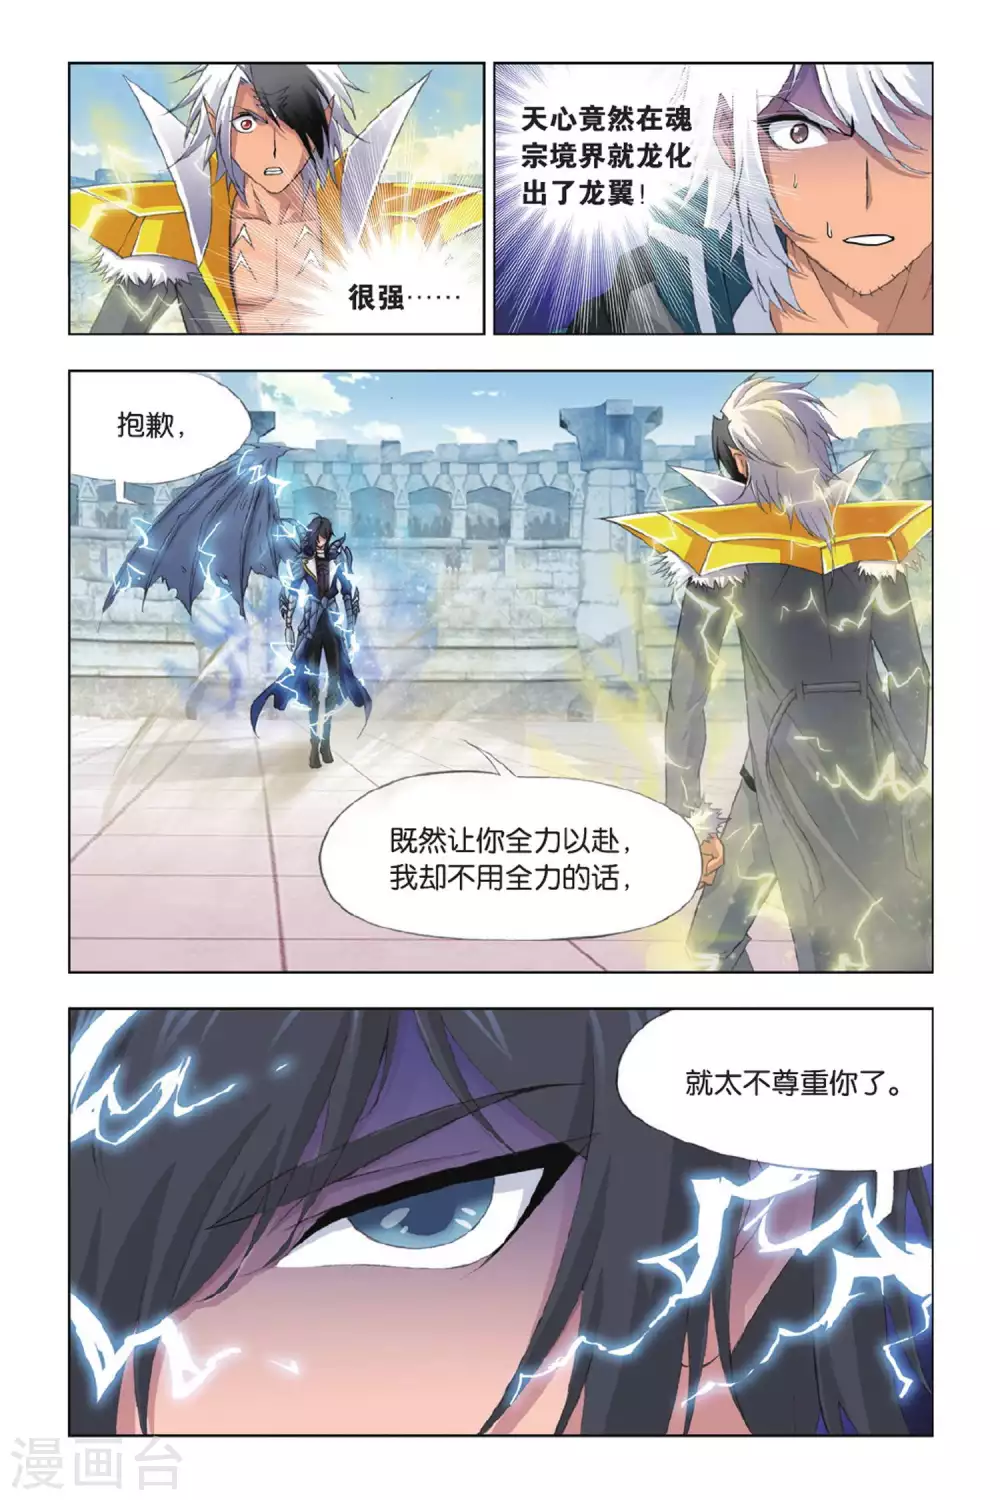 很强……
天心竟然在魂
宗境界就龙化
出了龙翼！
抱歉，
既然让你全力以赴，
我却不用全力的话，
就太不尊重你了。
漫画台